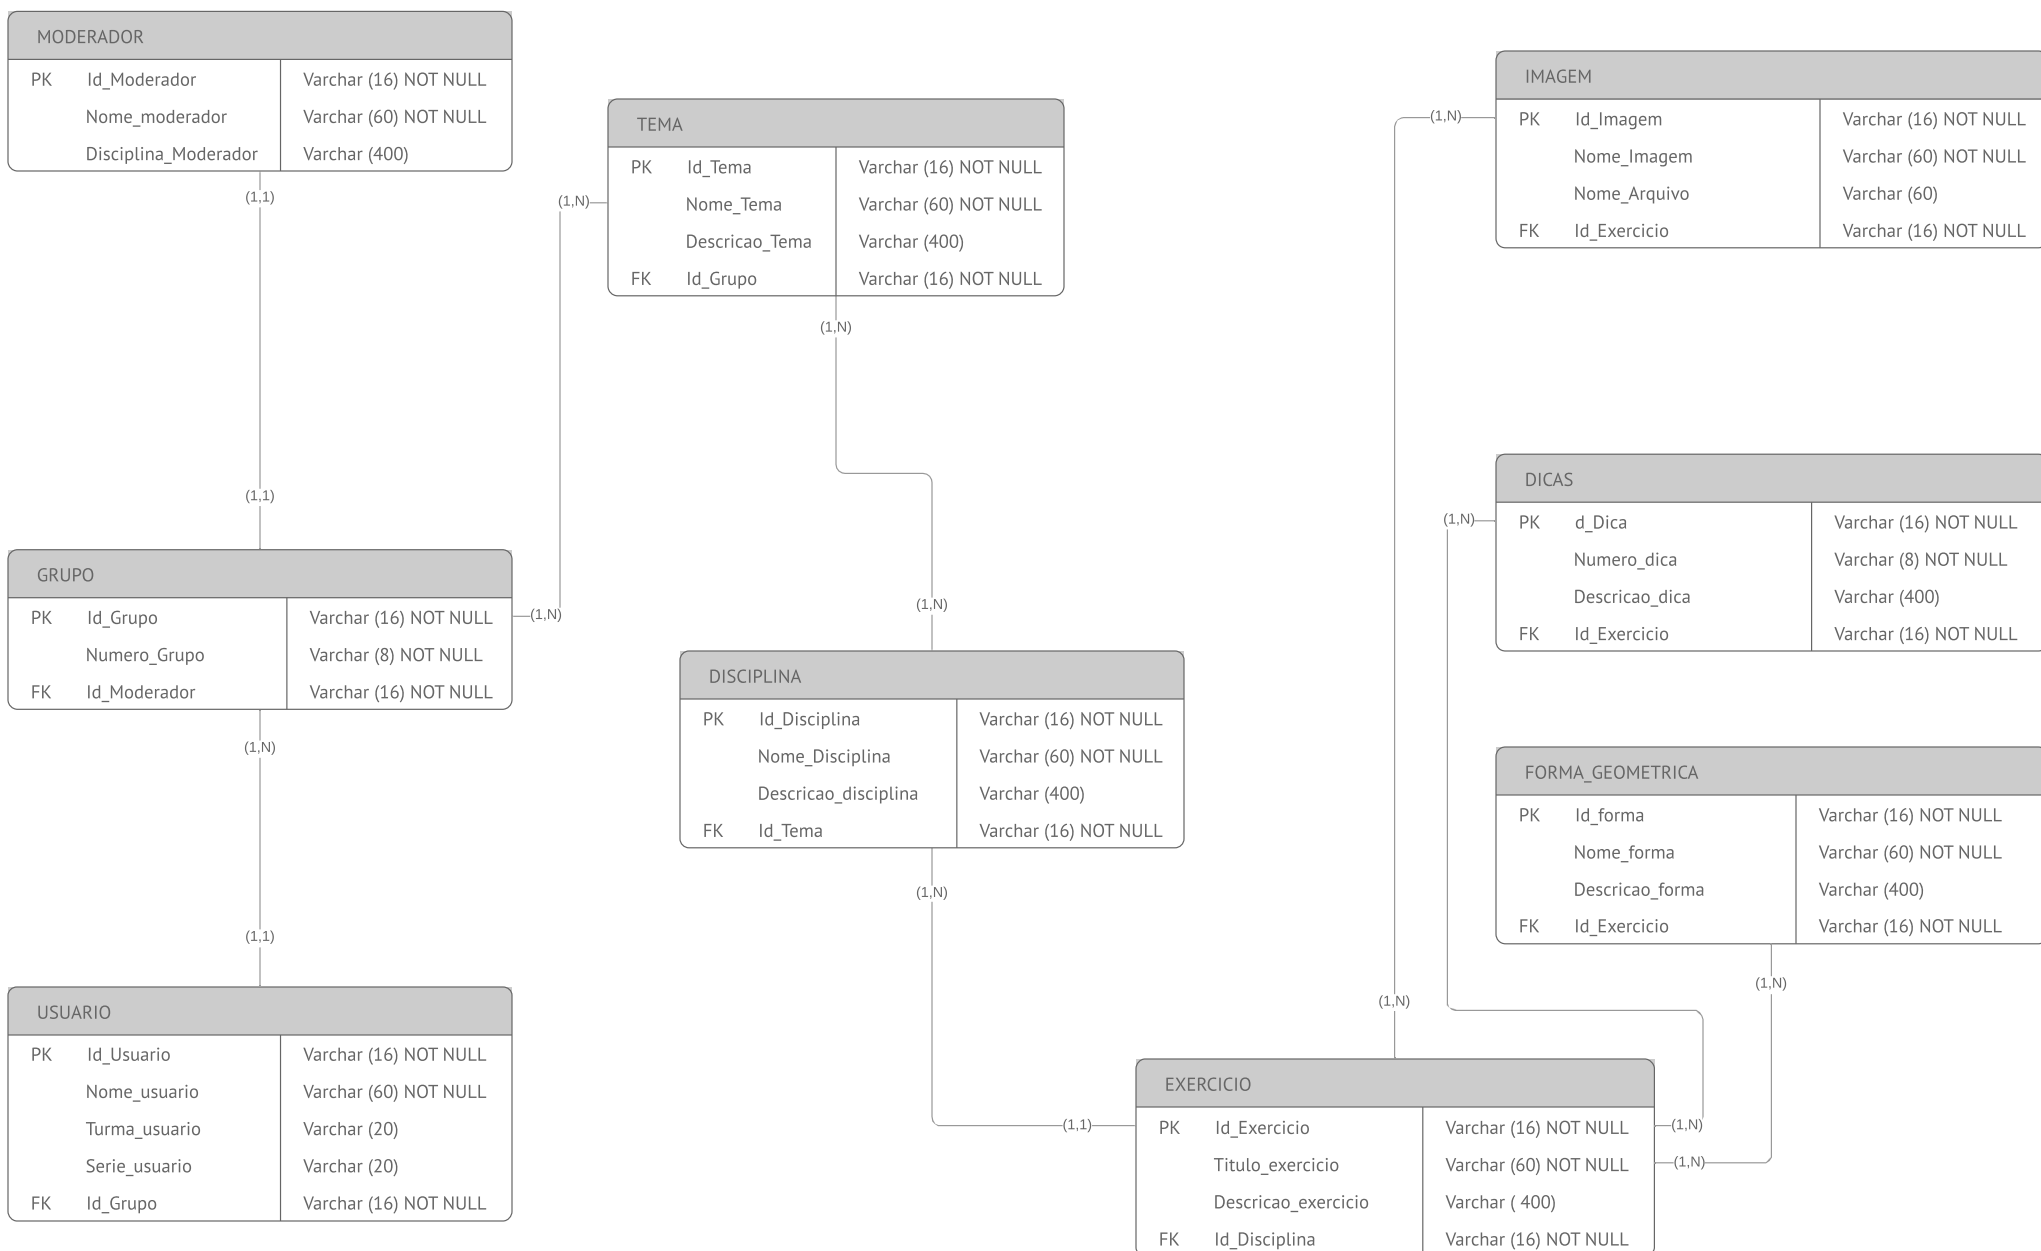 MODERADOR
PK Id_Moderador Varchar (16) NOT NULL
Nome_moderador Varchar (60) NOT NULL
Disciplina_Moderador Varchar (400)
(1,1)
(1,1)
GRUPO
PK Id_Grupo Varchar (16) NOT NULL
Numero_Grupo Varchar (8) NOT NULL
FK Id_Moderador Varchar (16) NOT NULL
(1,N)
(1,1)
USUARIO
PK Id_Usuario Varchar (16) NOT NULL
Nome_usuario Varchar (60) NOT NULL
Turma_usuario Varchar (20)
Serie_usuario Varchar (20)
FK Id_Grupo Varchar (16) NOT NULL
(1,N)
(1,N)
TEMA
PK Id_Tema Varchar (16) NOT NULL
Nome_Tema Varchar (60) NOT NULL
Descricao_Tema Varchar (400)
FK Id_Grupo Varchar (16) NOT NULL
(1,N)
(1,N)
DISCIPLINA
PK Id_Disciplina Varchar (16) NOT NULL
Nome_Disciplina Varchar (60) NOT NULL
Descricao_disciplina Varchar (400)
FK Id_Tema Varchar (16) NOT NULL
(1,N)
(1,1)
IMAGEM
PK Id_Imagem Varchar (16) NOT NULL
Nome_Imagem Varchar (60) NOT NULL
Nome_Arquivo Varchar (60)
FK Id_Exercicio Varchar (16) NOT NULL
(1,N)
(1,N)
DICAS
PK d_Dica Varchar (16) NOT NULL
Numero_dica Varchar (8) NOT NULL
Descricao_dica Varchar (400)
FK Id_Exercicio Varchar (16) NOT NULL
(1,N)
(1,N)
FORMA_GEOMETRICA
PK Id_forma Varchar (16) NOT NULL
Nome_forma Varchar (60) NOT NULL
Descricao_forma Varchar (400)
FK Id_Exercicio Varchar (16) NOT NULL
(1,N)
(1,N)
EXERCICIO
PK Id_Exercicio Varchar (16) NOT NULL
Titulo_exercicio Varchar (60) NOT NULL
Descricao_exercicio Varchar ( 400)
FK Id_Disciplina Varchar (16) NOT NULL